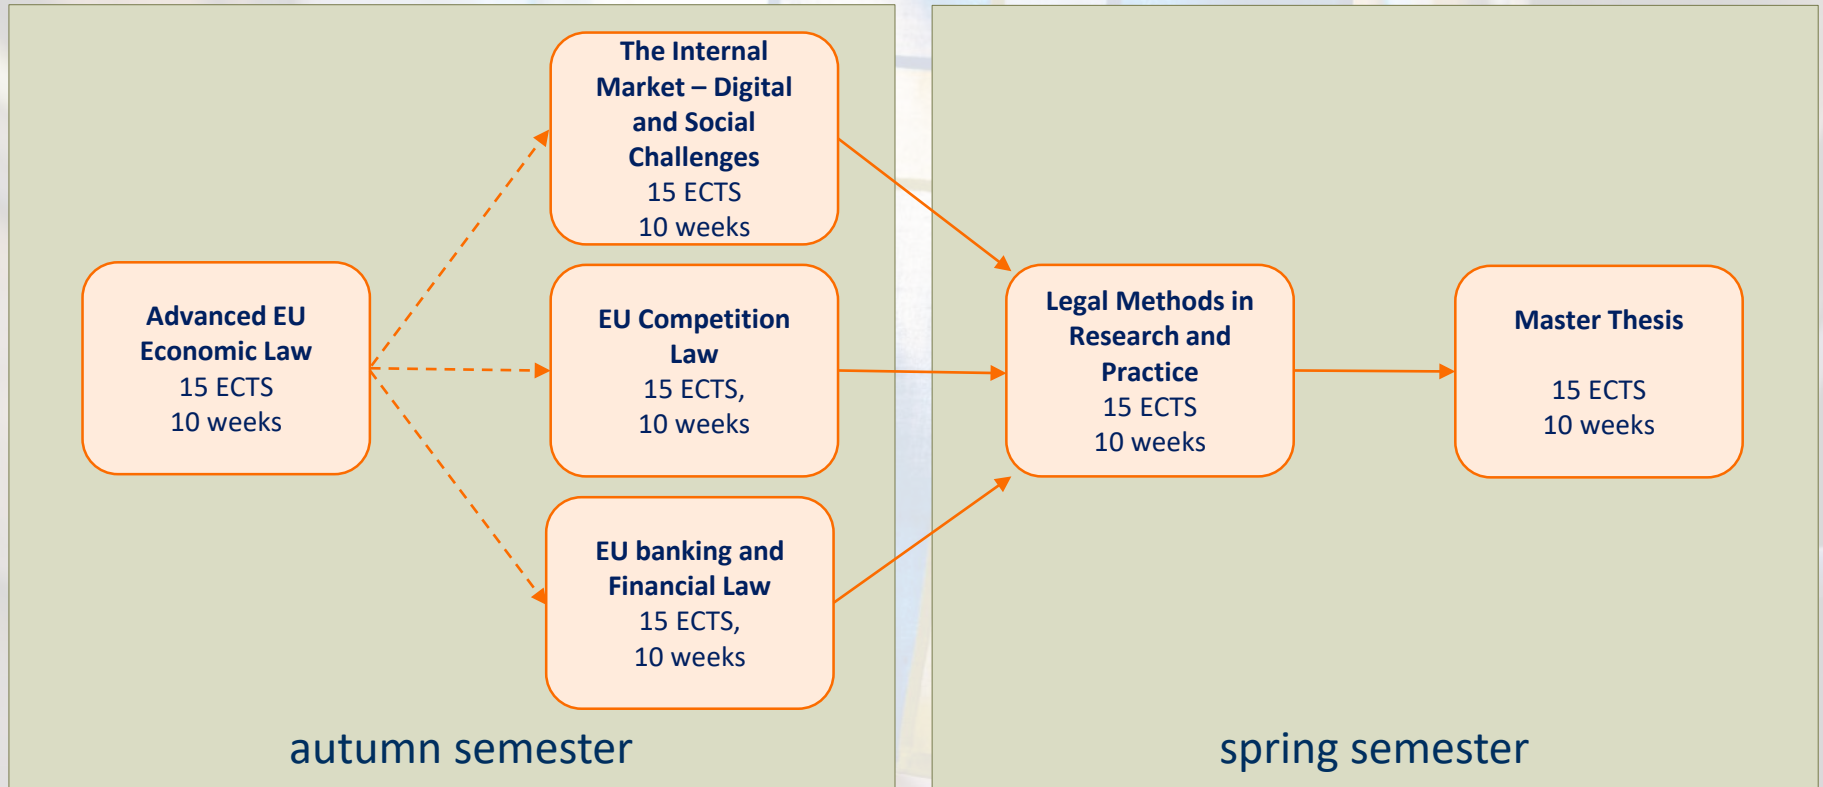 Advanced EU
Economic Law
15 ECTS
10 weeks
The Internal
Market – Digital
and Social
Challenges
15 ECTS
10 weeks
EU Competition
Law
15 ECTS,
10 weeks
EU banking and
Financial Law
15 ECTS,
10 weeks
autumn semester
Legal Methods in
Research and
Practice
15 ECTS
10 weeks
Master Thesis
15 ECTS
10 weeks
spring semester